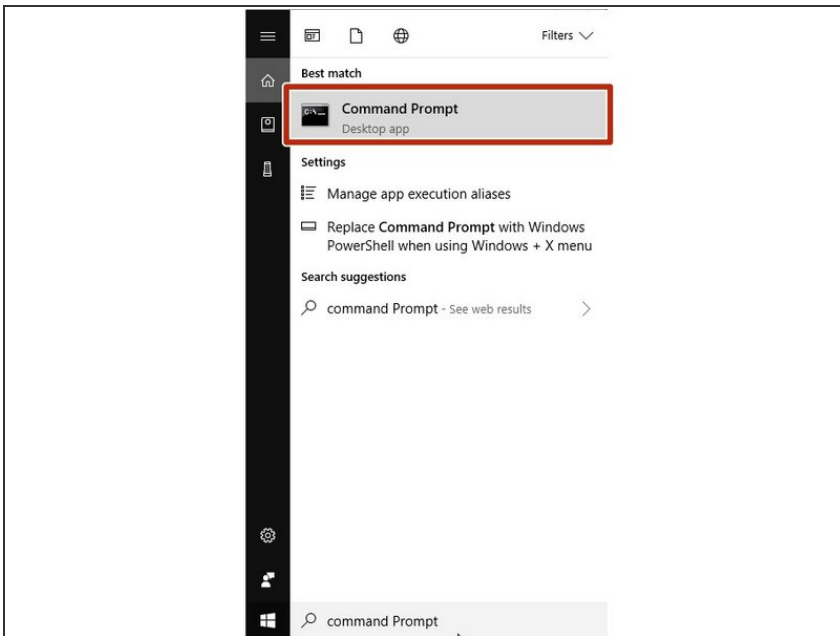 Filters
Best match
C:\_
Command Prompt
Desktop app
Settings
Manage app execution aliases
Replace Command Prompt with Windows
PowerShell when using Windows + X menu
Search suggestions
command Prompt - See web results
command Prompt